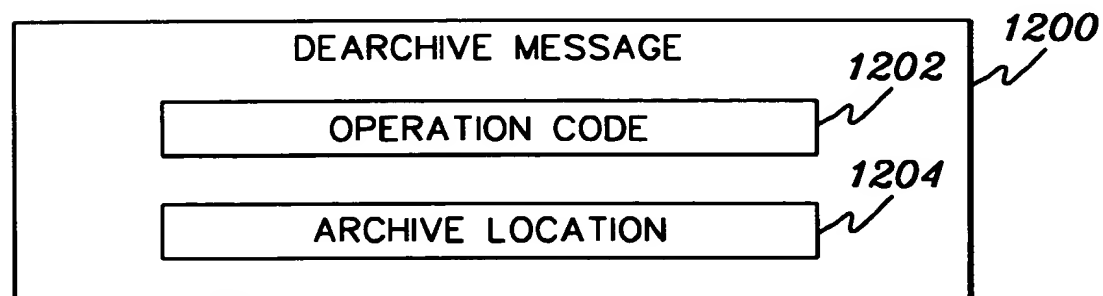 1200
DEARCHIVE MESSAGE
1202
OPERATION CODE
1204
ARCHIVE LOCATION